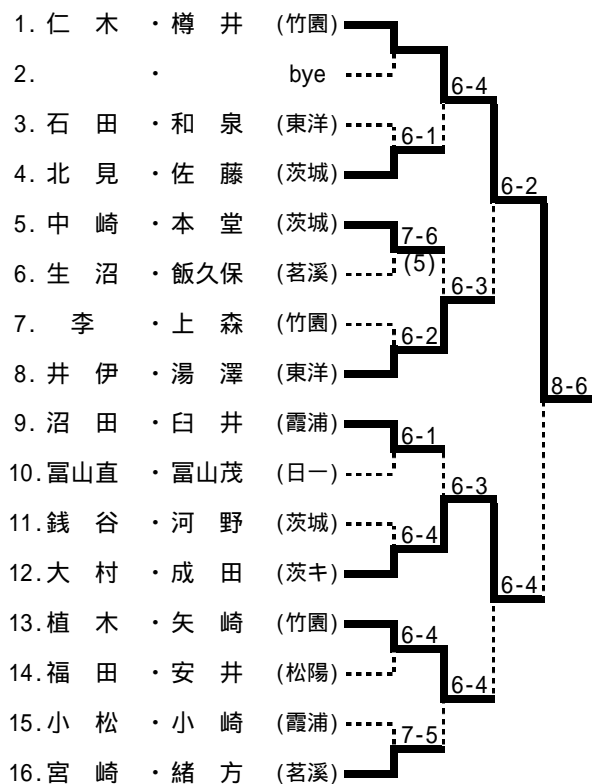 1. 仁 木 ・ 樽 井 (竹園)
2. ・ bye
6-4
3. 石 田 ・ 和 泉 (東洋)
6-1
4. 北 見 ・ 佐 藤 (茨城)
6-2
5. 中 崎 ・ 本 堂 (茨城)
7-6
(5)
6. 生 沼 ・ 飯久保 (茗溪)
6-3
7. 李 ・ 上 森 (竹園)
6-2
8. 井 伊 ・ 湯 澤 (東洋)
8-6
9. 沼 田 ・ 臼 井 (霞浦)
6-1
10. 冨山直 ・ 冨山茂 (日一)
6-3
11. 銭 谷 ・ 河 野 (茨城)
6-4
12. 大 村 ・ 成 田 (茨キ)
6-4
13. 植 木 ・ 矢 崎 (竹園)
6-4
14. 福 田 ・ 安 井 (松陽)
6-4
15. 小 松 ・ 小 崎 (霞浦)
7-5
16. 宮 崎 ・ 緒 方 (茗溪)